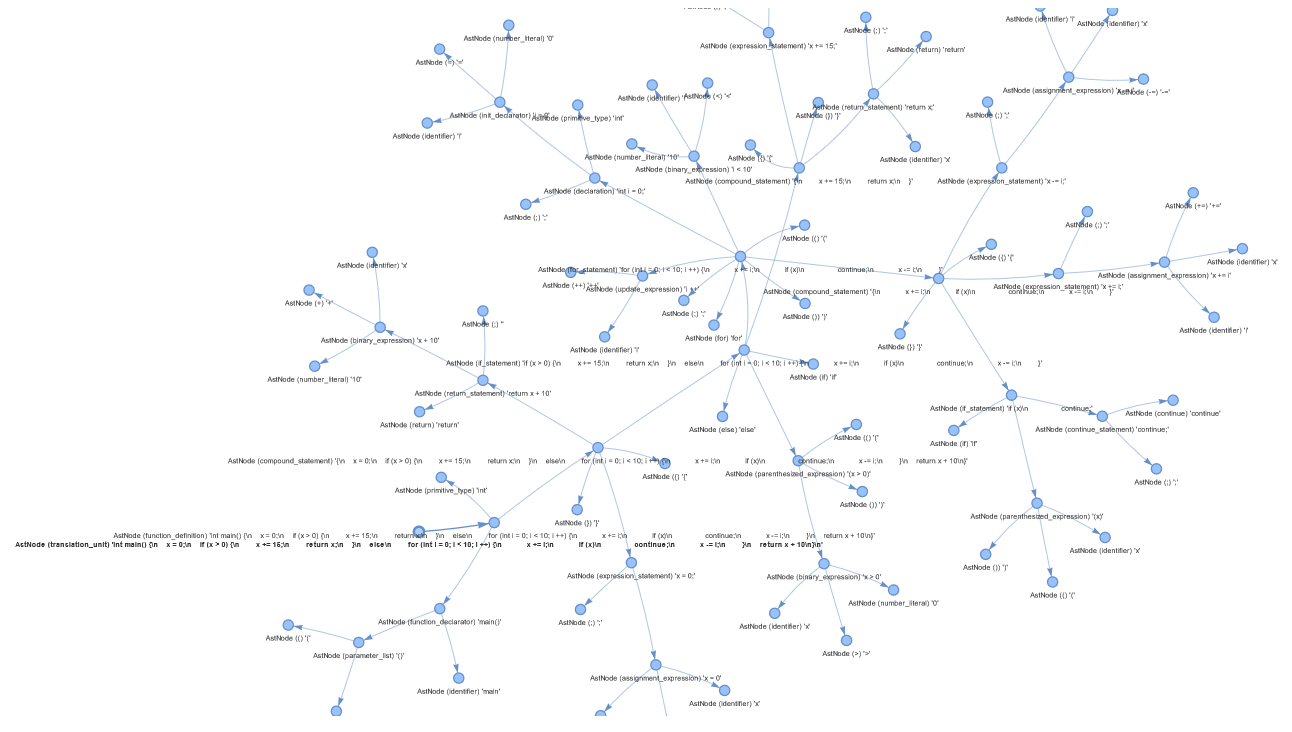 AstNode (number_literal) '0'
AstNode (=) '='
AstNode (init_declarator) 'i = 0'
AstNode (identifier) 'i'
AstNode (primitive_type) 'int'
AstNode (declaration) 'int i = 0;'
AstNode (;) ';'
AstNode (identifier) 'i'
AstNode (<) '<'
AstNode (number_literal) '10'
AstNode (binary_expression) 'i < 10'
AstNode (expression_statement) 'x += 15;'
AstNode (;) ';'
AstNode (return) 'return'
AstNode (return_statement) 'return x;'
AstNode (}) '}'
AstNode ({) '{'
AstNode (identifier) 'x'
AstNode (compound_statement) '{\n x += 15;\n return x;\n }'
AstNode (identifier) 'i'
AstNode (identifier) 'x'
AstNode (assignment_expression) 'x -= i'
AstNode (-=) '-='
AstNode (;) ';'
AstNode (expression_statement) 'x -= i;'
AstNode (+=) '+='
AstNode (;) ';'
AstNode (() '('
AstNode ({) '{'
AstNode (identifier) 'x'
AstNode (for_statement) 'for (int i = 0; i < 10; i ++) {\n x += i;\n if (x)\n continue;\n x -= i;\n }'
AstNode (assignment_expression) 'x += i'
AstNode (++) '++'
AstNode (update_expression) 'i ++'
AstNode (expression_statement) 'x += i;'
AstNode (compound_statement) '{\n x += i;\n if (x)\n continue;\n x -= i;\n }'
AstNode (;) ';'
AstNode ()) ')'
AstNode (identifier) 'i'
AstNode (for) 'for'
AstNode (identifier) 'i'
AstNode (}) '}'
AstNode (identifier) 'x'
AstNode (+) '+'
AstNode (;) ''
AstNode (binary_expression) 'x + 10'
AstNode (number_literal) '10'
AstNode (if_statement) 'if (x > 0) {\n x += 15;\n return x;\n }\n else\n for (int i = 0; i < 10; i ++) {\n x += i;\n if (x)\n continue;\n x -= i;\n }'
AstNode (if) 'if'
AstNode (return_statement) 'return x + 10'
AstNode (return) 'return'
AstNode (else) 'else'
AstNode (if_statement) 'if (x)\n continue;'
AstNode (continue) 'continue'
AstNode (continue_statement) 'continue;'
AstNode (if) 'if'
AstNode (() '('
AstNode (compound_statement) '{\n x = 0;\n if (x > 0) {\n x += 15;\n return x;\n }\n else\n for (int i = 0; i < 10; i ++) {\n x += i;\n if (x)\n continue;\n x -= i;\n }\n return x + 10\n}'
AstNode ({) '{'
AstNode (parenthesized_expression) '(x > 0)'
AstNode (;) ';'
AstNode (primitive_type) 'int'
AstNode ()) ')'
AstNode (}) '}'
AstNode (parenthesized_expression) '(x)'
AstNode (function_definition) 'int main() {\n x = 0;\n if (x > 0) {\n x += 15;\n return x;\n }\n else\n for (int i = 0; i < 10; i ++) {\n x += i;\n if (x)\n continue;\n x -= i;\n }\n return x + 10\n}'
AstNode (translation_unit) 'int main() {\n x = 0;\n if (x > 0) {\n x += 15;\n return x;\n }\n else\n for (int i = 0; i < 10; i ++) {\n x += i;\n if (x)\n continue;\n x -= i;\n }\n return x + 10\n}\n'
AstNode (identifier) 'x'
AstNode ()) ')'
AstNode (() '('
AstNode (expression_statement) 'x = 0;'
AstNode (binary_expression) 'x > 0'
AstNode (number_literal) '0'
AstNode (;) ';'
AstNode (identifier) 'x'
AstNode (>) '>'
AstNode (function_declarator) 'main()'
AstNode (() '('
AstNode (parameter_list) '()'
AstNode (identifier) 'main'
AstNode (assignment_expression) 'x = 0'
AstNode (identifier) 'x'